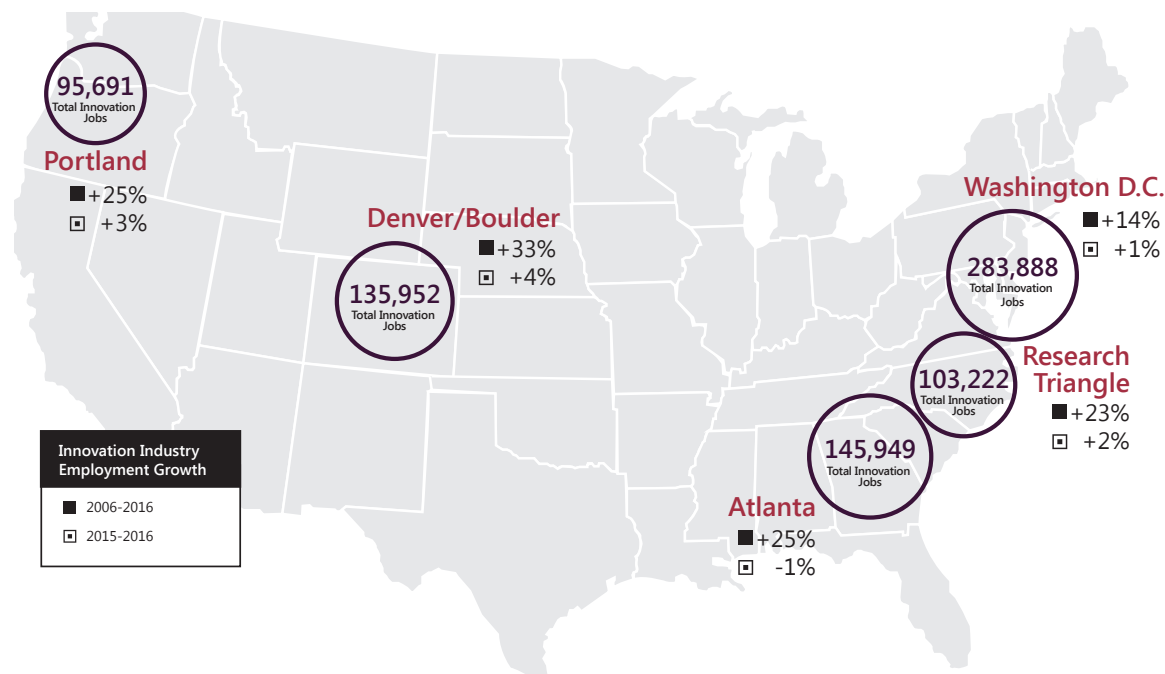 95,691
Total Innovation
Jobs
Portland
+25%
+3%
Denver/Boulder
+33%
+4%
135,952
Total Innovation
Jobs
Washington D.C.
+14%
+1%
283,888
Total Innovation
Jobs
Research
Triangle
+23%
+2%
103,222
Total Innovation
Jobs
145,949
Total Innovation
Jobs
Atlanta
+25%
-1%
Innovation Industry
Employment Growth
2006-2016
2015-2016